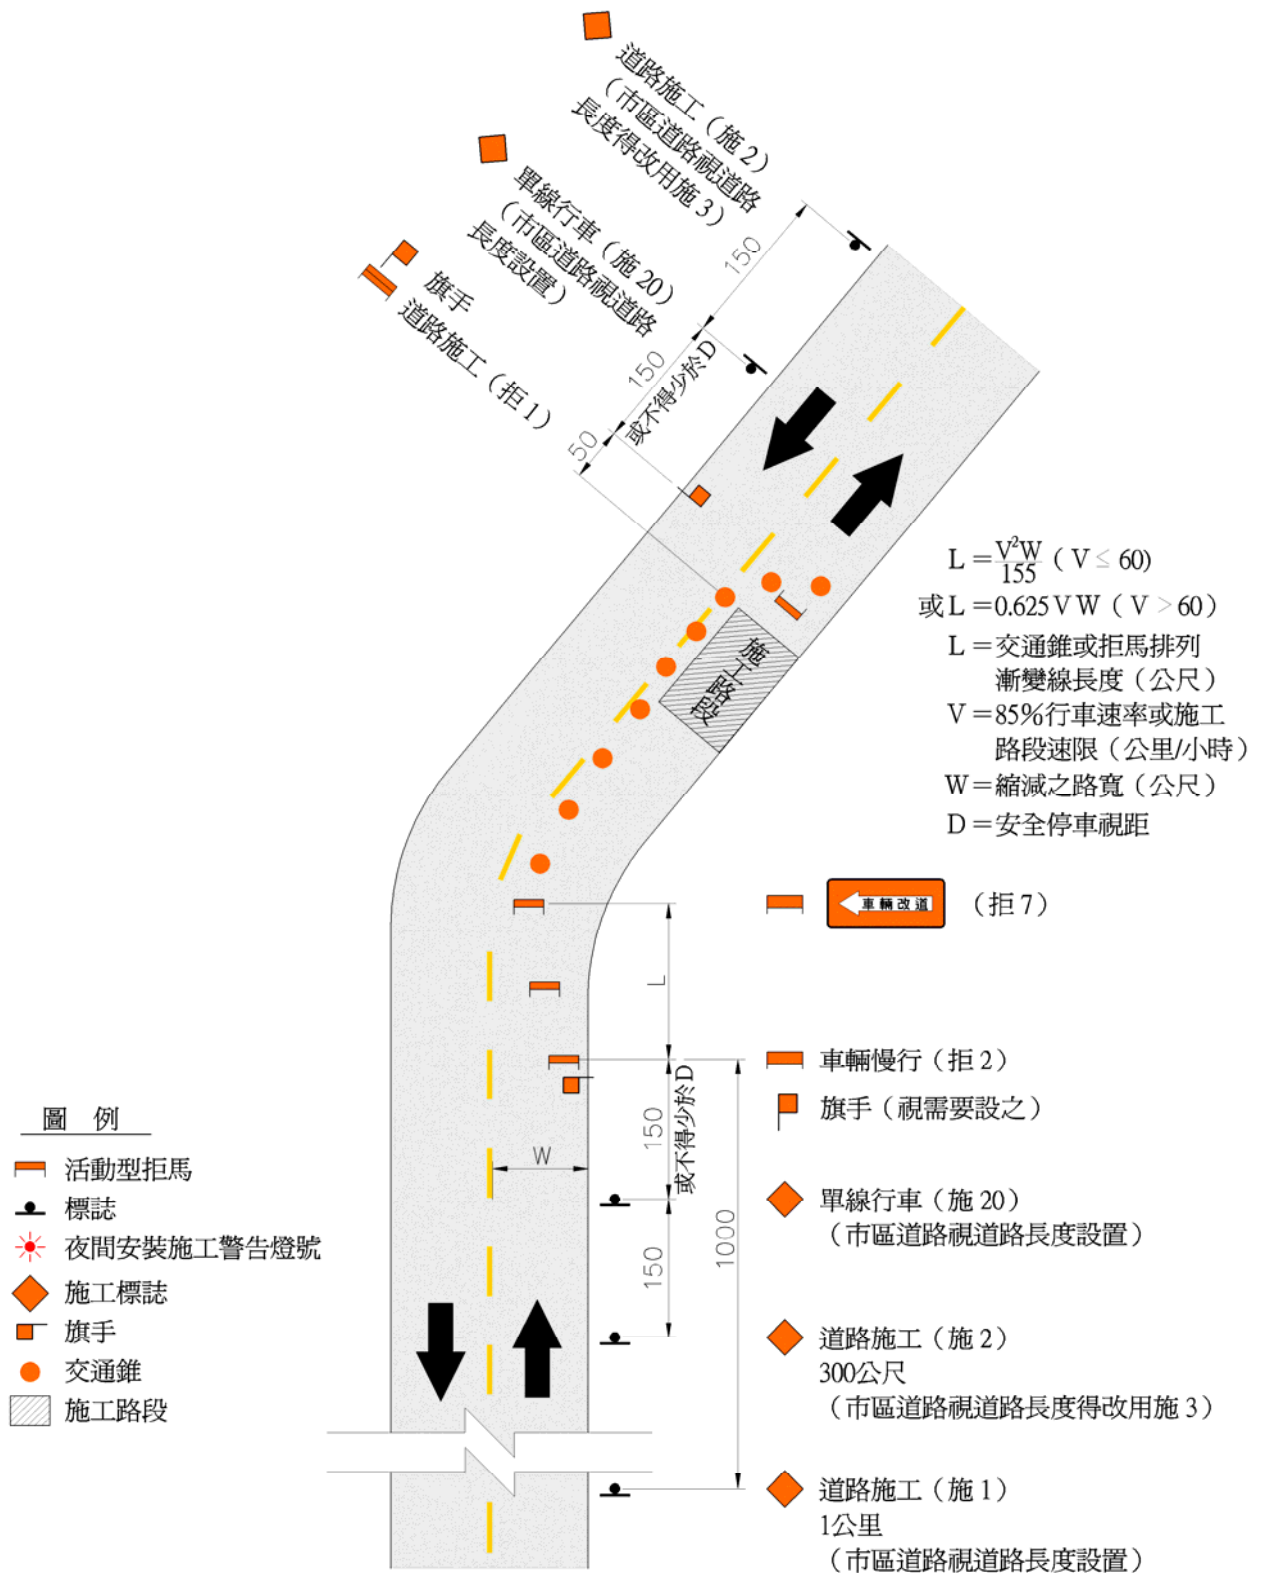 道路施工（施2）
（市區道路視道路
長度得改用施3）
單線行車（施20）
（市區道路視道路
長度設置）
旗手
道路施工（拒1）
150
150
或不得少於D
50
施工路段
L＝V²W/155（V≤60）
或L＝0.625VW（V>60）
L＝交通錐或拒馬排列
漸變線長度（公尺）
V＝85%行車速率或施工
路段速限（公里/小時）
W＝縮減之路寬（公尺）
D＝安全停車視距
車輛改道
（拒7）
L
車輛慢行（拒2）
旗手（視需要設之）
150
或不得少於D
W
單線行車（施20）
（市區道路視道路長度設置）
150
1000
道路施工（施2）
300公尺
（市區道路視道路長度得改用施3）
道路施工（施1）
1公里
（市區道路視道路長度設置）
圖 例
活動型拒馬
標誌
夜間安裝施工警告燈號
施工標誌
旗手
交通錐
施工路段